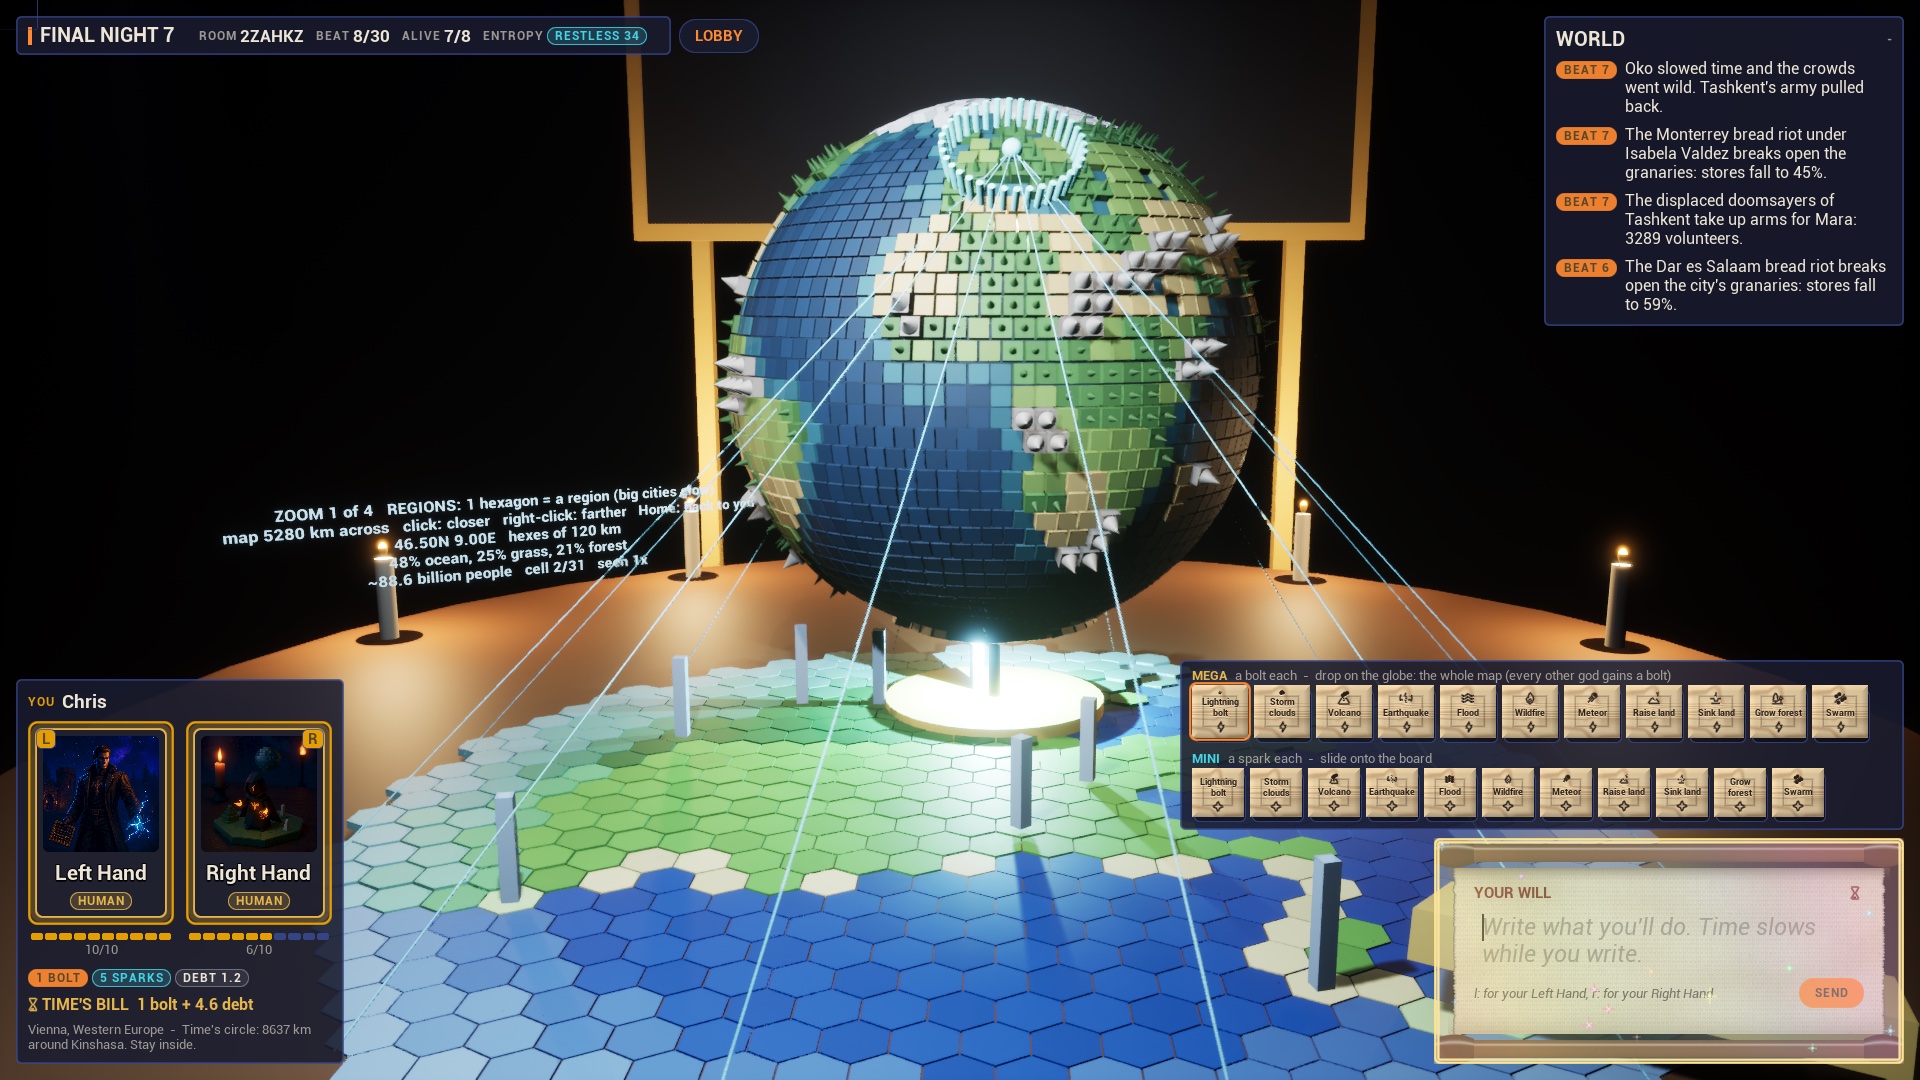 FINAL NIGHT 7 ROOM 2ZAHKZ BEAT 8/30 ALIVE 7/8 ENTROPY RESTLESS 34
LOBBY
WORLD -
BEAT 7 Oko slowed time and the crowds
went wild. Tashkent's army pulled
back.
BEAT 7 The Monterrey bread riot under
Isabela Valdez breaks open the
granaries: stores fall to 45%.
BEAT 7 The displaced doomsayers of
Tashkent take up arms for Mara:
3289 volunteers.
BEAT 6 The Dar es Salaam bread riot breaks
open the city's granaries: stores fall
to 59%.
ZOOM 1 of 4 REGIONS: 1 hexagon = a region (big cities
map 5280 km across click: closer right-click: farther Home: back to you
46.50N 9.00E hexes of 120 km
48% ocean, 25% grass, 21% forest
~88.6 billion people cell 2/31 seen 1x
YOU Chris
L
R
Left Hand
HUMAN
10/10
Right Hand
HUMAN
6/10
1 BOLT 5 SPARKS DEBT 1.2
TIME'S BILL 1 bolt + 4.6 debt
Vienna, Western Europe - Time's circle: 8637 km
around Kinshasa. Stay inside.
MEGA a bolt each - drop on the globe: the whole map (every other god gains a bolt)
Lightning bolt
Storm clouds
Volcano
Earthquake
Flood
Wildfire
Meteor
Raise land
Sink land
Grow forest
Swarm
MINI a spark each - slide onto the board
Lightning bolt
Storm clouds
Volcano
Earthquake
Flood
Wildfire
Meteor
Raise land
Sink land
Grow forest
Swarm
YOUR WILL
Write what you'll do. Time slows
while you write.
l: for your Left Hand, r: for your Right Hand
SEND